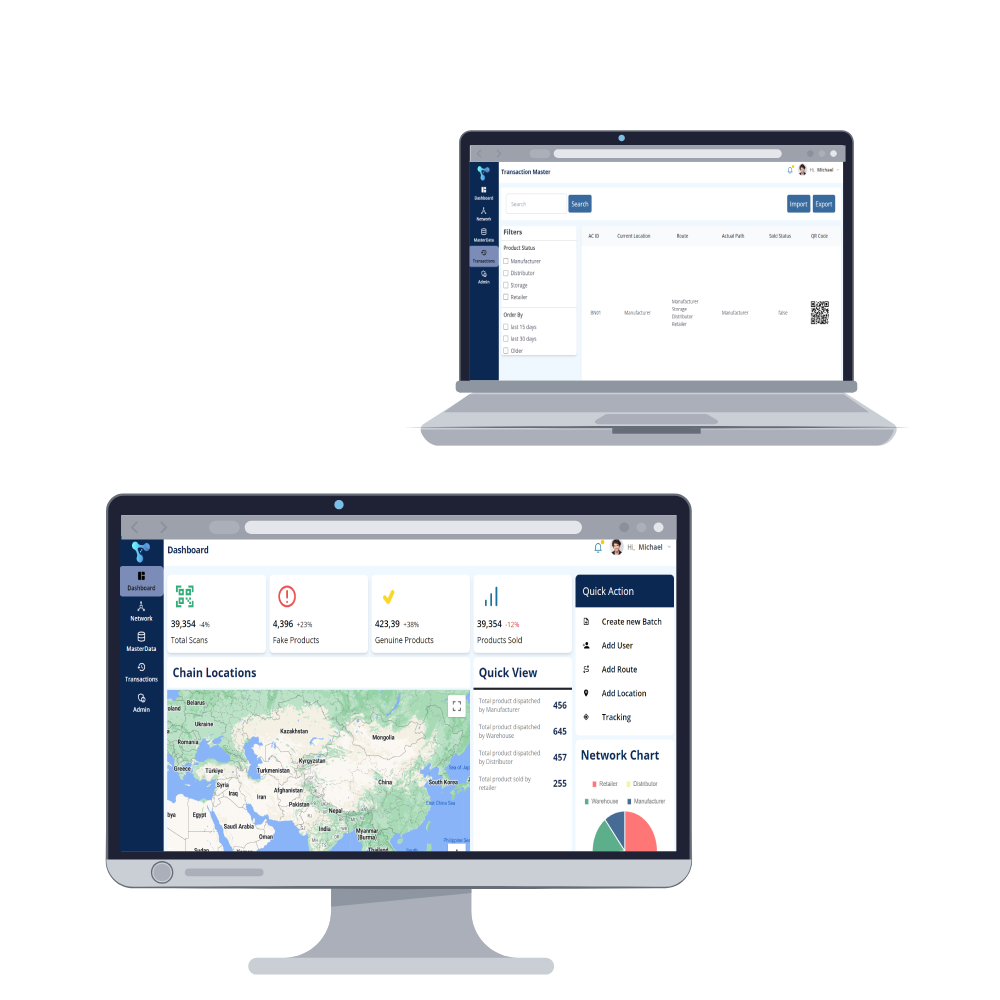 Transaction Master
Hi, Michael
Dashboard
Network
MasterData
Transactions
Admin
Search
Search
Import
Export
Filters
Product Status
Manufacturer
Distributor
Storage
Retailer
Order By
last 15 days
last 30 days
Older
AC ID Current Location Route Actual Path Sold Status QR Code
Manufacturer
Storage
Distributor
Retailer
Manufacturer
Manufacturer
false
Dashboard
Hi, Michael
Dashboard
Network
MasterData
Transactions
Admin
39,354 -4%
Total Scans
4,396 +23%
Fake Products
423,39 +38%
Genuine Products
39,354 -12%
Products Sold
Quick Action
Create new Batch
Add User
Add Route
Add Location
Tracking
Chain Locations
Belarus
oland
Ukraine
Romania
Greece
Türkiye
Syria
Iraq
Iran
Egypt
bya
Saudi Arabia
Oman
Sudan
Kazakhstan
Kyrgyzstan
Turkmenistan
Afghanistan
Pakistan
Nepal
India
Mongolia
China
Myanmar
(Burma)
Thailand
South Korea
Sea of Jap
East China Sea
Philippine Sea
South
Quick View
Total product dispatched
by Manufacturer 456
Total product dispatched
by Warehouse 645
Total product dispatched
by Distributor 457
Total product sold by
retailer 255
Network Chart
Retailer Distributor
Warehouse Manufacturer